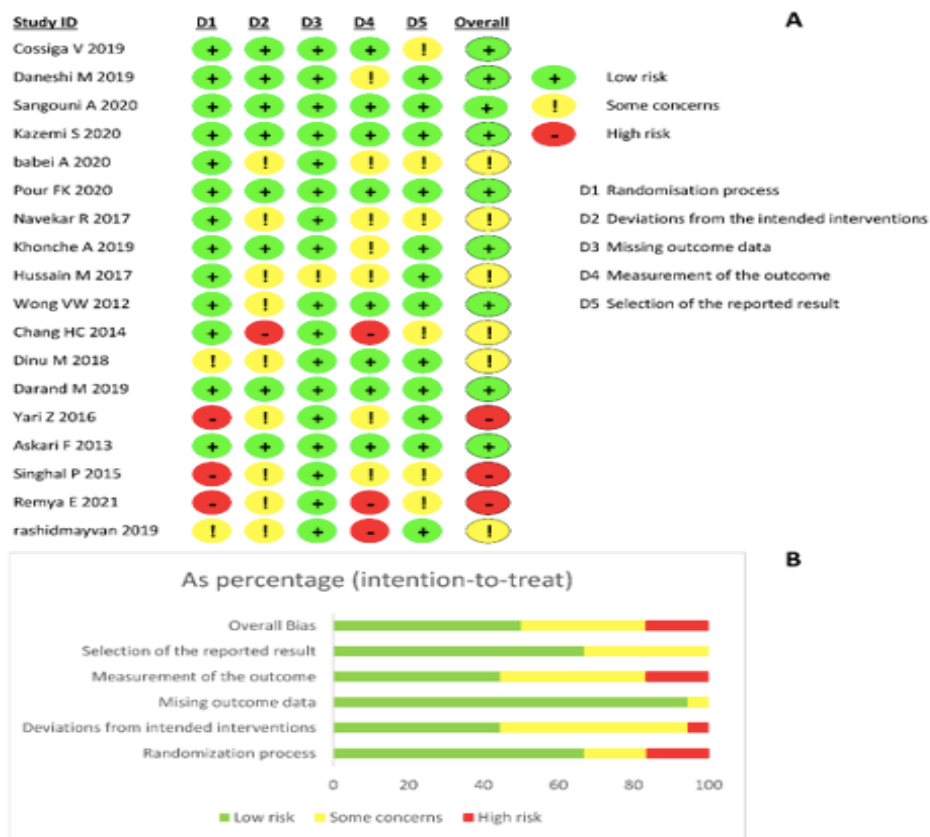 Study ID D1 D2 D3 D4 D5 Overall A
Cossiga V 2019 + + + + ! +
Daneshi M 2019 + + + ! + + + Low risk
Sangouni A 2020 + + + + + + ! Some concerns
Kazemi S 2020 + + + + + + - High risk
babei A 2020 + ! + ! ! !
Pour FK 2020 + + + + + + D1 Randomisation process
Navekar R 2017 + ! + ! ! ! D2 Deviations from the intended interventions
Khonche A 2019 + + + ! + + D3 Missing outcome data
Hussain M 2017 + ! ! ! + ! D4 Measurement of the outcome
Wong VW 2012 + ! + + + + D5 Selection of the reported result
Chang HC 2014 + - + - ! !
Dinu M 2018 ! ! + + + !
Darand M 2019 + + + + + +
Yari Z 2016 - ! + ! + -
Askari F 2013 + + + + + +
Singhal P 2015 - ! + ! ! -
Remya E 2021 - ! + - ! -
rashidmayvan 2019 ! ! + - + !
B
As percentage (intention-to-treat)
Overall Bias
Selection of the reported result
Measurement of the outcome
Mising outcome data
Deviations from intended interventions
Randomization process
0 20 40 60 80 100
Low risk Some concerns High risk